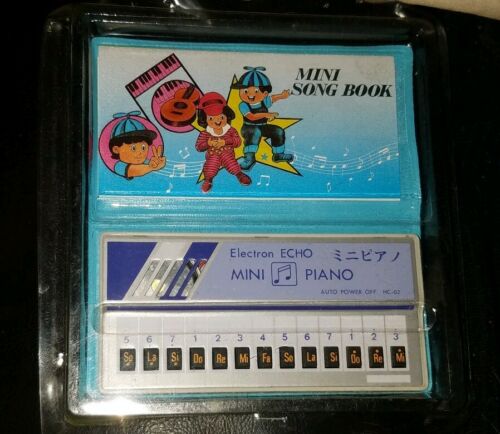 MINI
SONG BOOK
Electron ECHO ミニピアノ
MINI PIANO
AUTO POWER OFF HC-02
5 6 7 1 2 3 4 5 6 7 1 2 3
So La Si Do Re Mi Fa So La Si Do Re Mi